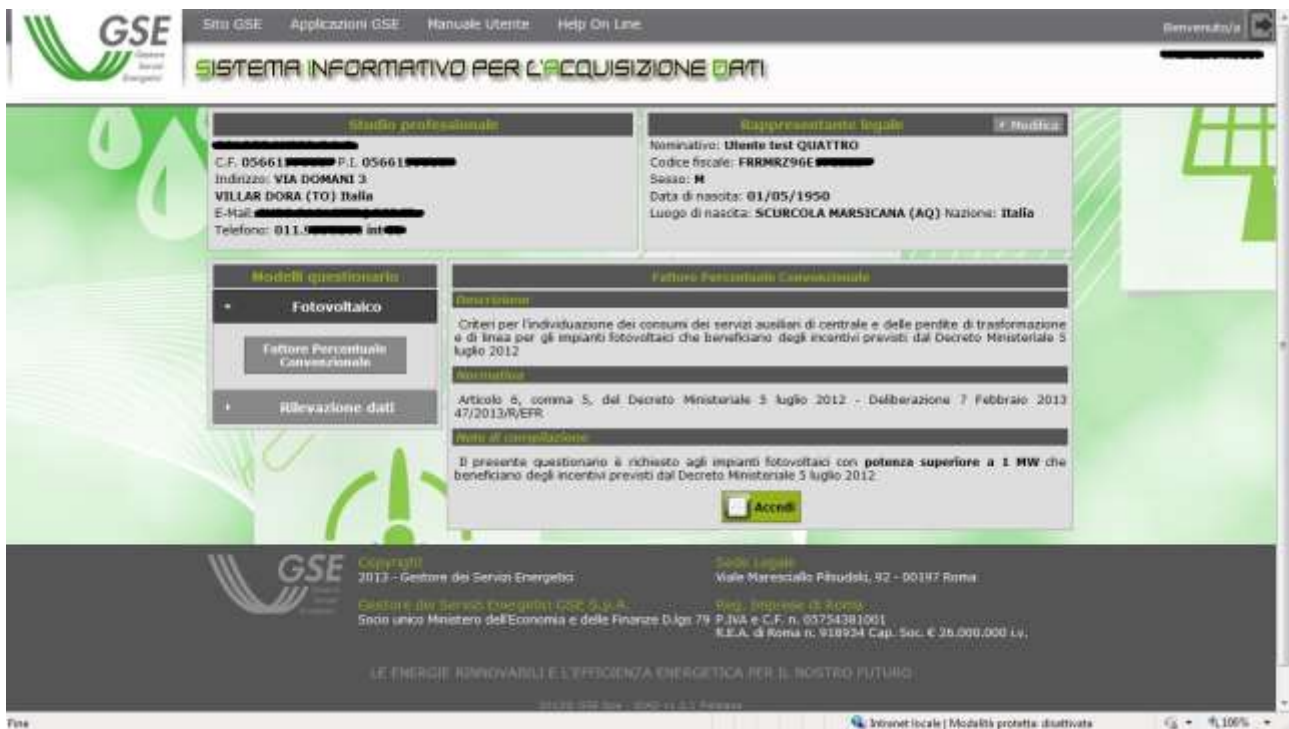 GSE
Gestore
Servizi
Energetici
Sito GSE Applicazioni GSE Manuale Utente Help On Line
Benvenuto/a
SISTEMA INFORMATIVO PER L'ACQUISIZIONE DATI
Studio professionale
C.F. 05661 P.I. 05661
Indirizzo: VIA DOMANI 3
VILLAR DORA (TO) Italia
E-Mail:
Telefono: 011. int
Rappresentante legale
Modifica
Nominativo: Utente test QUATTRO
Codice fiscale: FRRMRZ96E
Sesso: M
Data di nascita: 01/05/1950
Luogo di nascita: SCURCOLA MARSICANA (AQ) Nazione: Italia
Modelli questionario
Fotovoltaico
Fattore Percentuale
Convenzionale
Rilevazione dati
Fattore Percentuale Convenzionale
Descrizione
Criteri per l'individuazione dei consumi dei servizi ausiliari di centrale e delle perdite di trasformazione
e di linea per gli impianti fotovoltaici che beneficiano degli incentivi previsti dal Decreto Ministeriale 5
luglio 2012
Normativa
Articolo 6, comma 5, del Decreto Ministeriale 5 luglio 2012 - Deliberazione 7 Febbraio 2013
47/2013/R/EFR
Note di compilazione
Il presente questionario è richiesto agli impianti fotovoltaici con potenza superiore a 1 MW che
beneficiano degli incentivi previsti dal Decreto Ministeriale 5 luglio 2012
Accedi
GSE
Copyright
2013 - Gestore dei Servizi Energetici
Gestore dei Servizi Energetici GSE S.p.A.
Socio unico Ministero dell'Economia e delle Finanze D.lgs 79
Sede Legale
Viale Maresciallo Pilsudski, 92 - 00197 Roma
Reg. Imprese di Roma
P.IVA e C.F. n. 05754381001
R.E.A. di Roma n. 918934 Cap. Soc. € 26.000.000 i.v.
LE ENERGIE RINNOVABILI E L'EFFICIENZA ENERGETICA PER IL NOSTRO FUTURO
Fine
Intranet locale | Modalità protetta: disattivata
100%